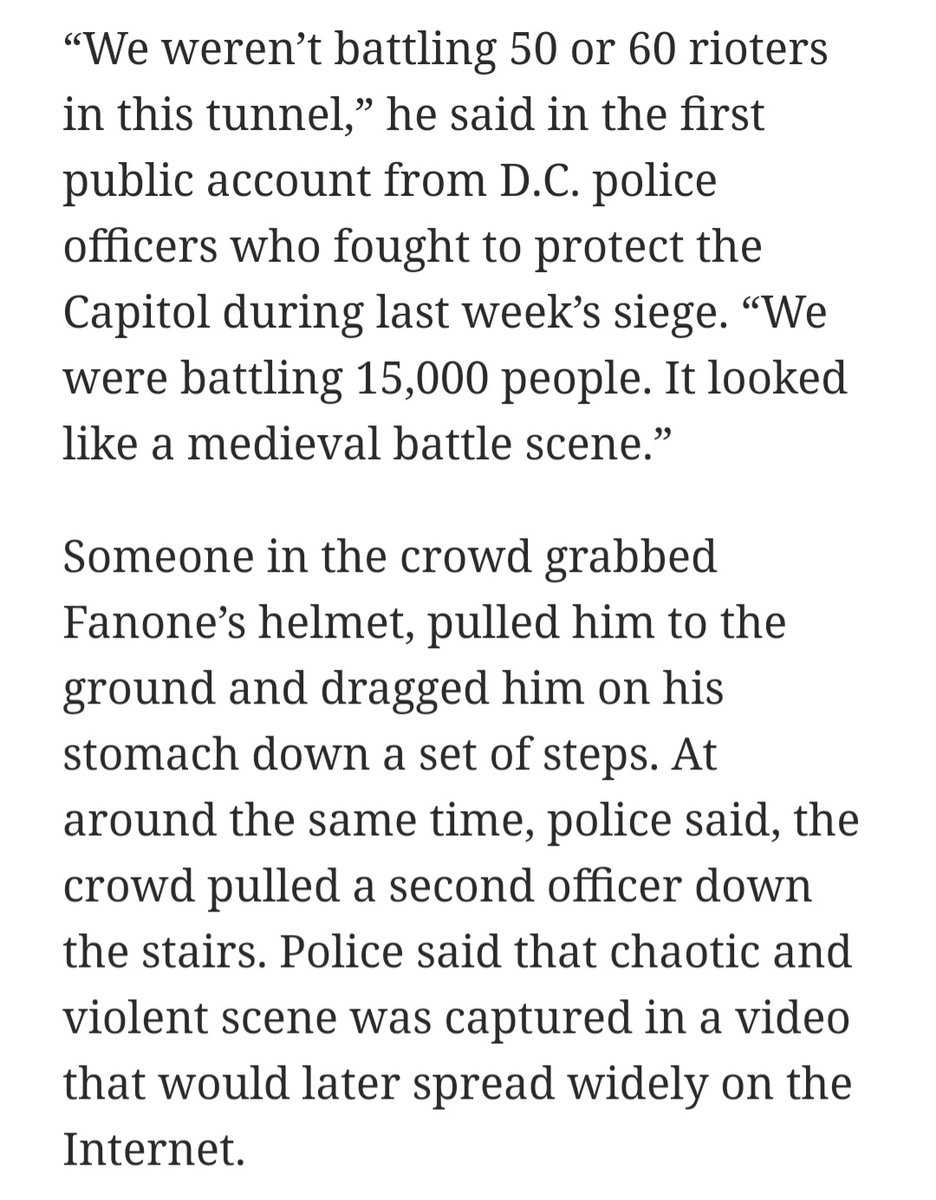 “We weren’t battling 50 or 60 rioters
in this tunnel,” he said in the first
public account from D.C. police
officers who fought to protect the
Capitol during last week’s siege. “We
were battling 15,000 people. It looked
like a medieval battle scene.”
Someone in the crowd grabbed
Fanone’s helmet, pulled him to the
ground and dragged him on his
stomach down a set of steps. At
around the same time, police said, the
crowd pulled a second officer down
the stairs. Police said that chaotic and
violent scene was captured in a video
that would later spread widely on the
Internet.